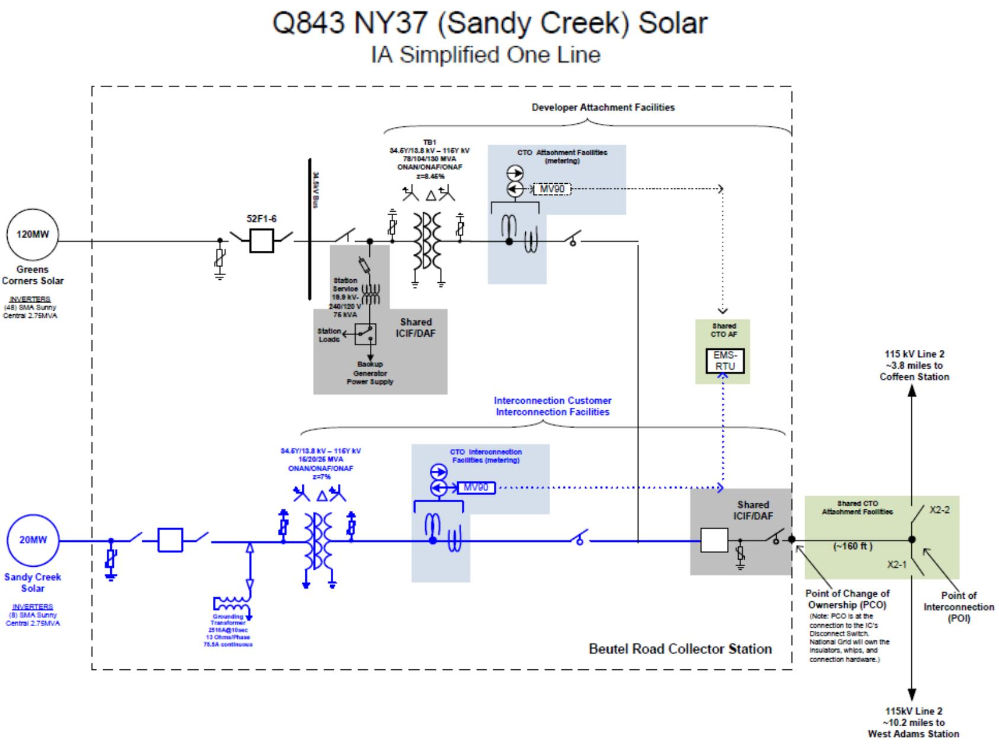 Q843 NY37 (Sandy Creek) Solar
IA Simplified One Line
Developer Attachment Facilities
TB1
34.5Y/13.8 kV – 115Y kV
78/104/130 MVA
ONAN/ONAF/ONAF
z=8.45%
CTO Attachment Facilities
(metering)
MV90
34.5kV Bus
52F1-6
120MW
Greens
Corners Solar
INVERTERS
(48) SMA Sunny
Central 2.75MVA
Station
Service
19.9 kV-
240/120 V
75 kVA
Station
Loads
Shared
ICIF/DAF
Backup
Generator
Power Supply
Shared
CTO AF
EMS-
RTU
115 kV Line 2
~3.8 miles to
Coffeen Station
Interconnection Customer
Interconnection Facilities
34.5Y/13.8 kV – 115Y kV
15/20/25 MVA
ONAN/ONAF/ONAF
z=7%
CTO Interconnection
Facilities (metering)
MV90
Shared
ICIF/DAF
Shared CTO
Attachment Facilities
X2-2
(~160 ft )
X2-1
20MW
Sandy Creek
Solar
INVERTERS
(8) SMA Sunny
Central 2.75MVA
Grounding
Transformer
2516A@10sec
13 Ohms/Phase
76.5A continuous
Point of Change of
Ownership (PCO)
(Note: PCO is at the
connection to the IC's
Disconnect Switch.
National Grid will own the
insulators, whips, and
connection hardware.)
Point of
Interconnection
(POI)
Beutel Road Collector Station
115kV Line 2
~10.2 miles to
West Adams Station